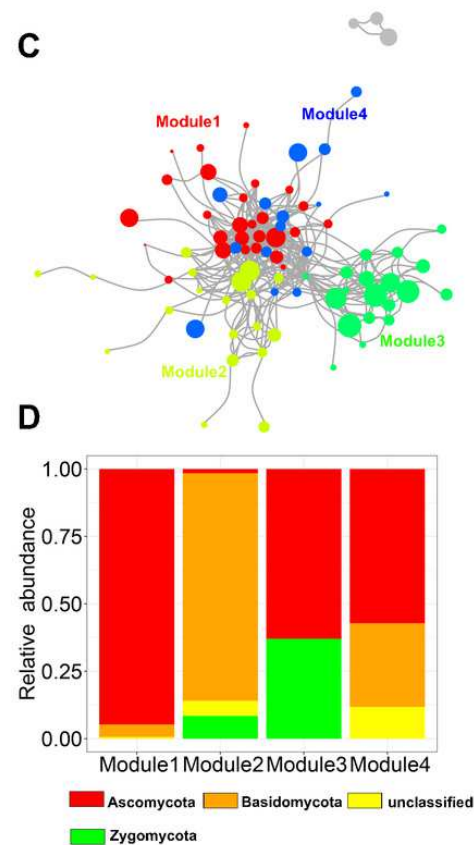 C
Module1
Module4
Module3
Module2
D
Relative abundance
1.00
0.75
0.50
0.25
0.00
Module1 Module2 Module3 Module4
Ascomycota Basidomycota unclassified
Zygomycota